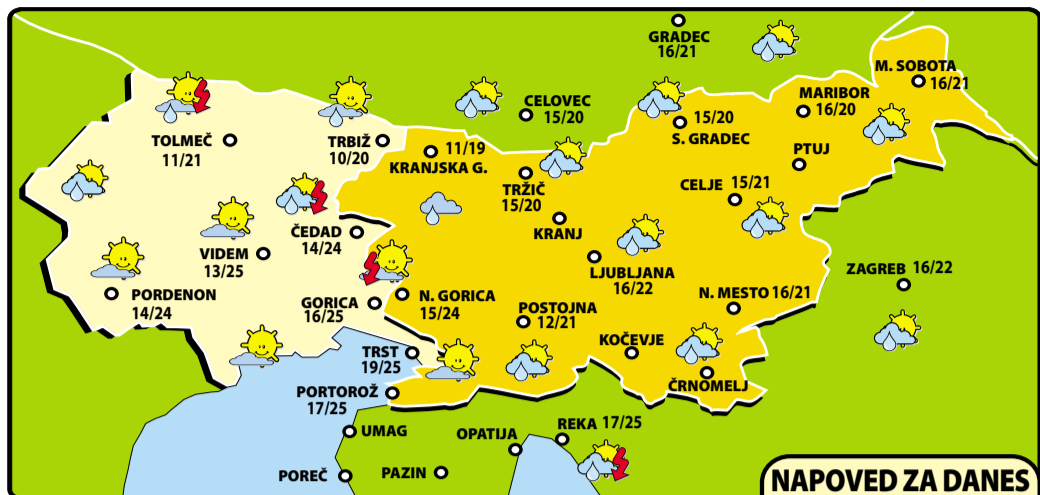 GRADEC
16/21
M. SOBOTA
16/21
MARIBOR
16/20
CELOVEC
15/20
15/20
S. GRADEC
TOLMEČ
11/21
TRBIŽ
10/20
11/19
KRANJSKA G.
PTUJ
TRŽIČ
15/20
CELJE 15/21
KRANJ
ČEDAD
14/24
VIDEM
13/25
LJUBLJANA
16/22
ZAGREB 16/22
PORDENON
14/24
GORICA
16/25
N. GORICA
15/24
POSTOJNA
12/21
N. MESTO 16/21
KOČEVJE
TRST
19/25
ČRNOMELJ
PORTOROŽ
17/25
UMAG
OPATIJA
REKA 17/25
POREČ
PAZIN
NAPOVED ZA DANES